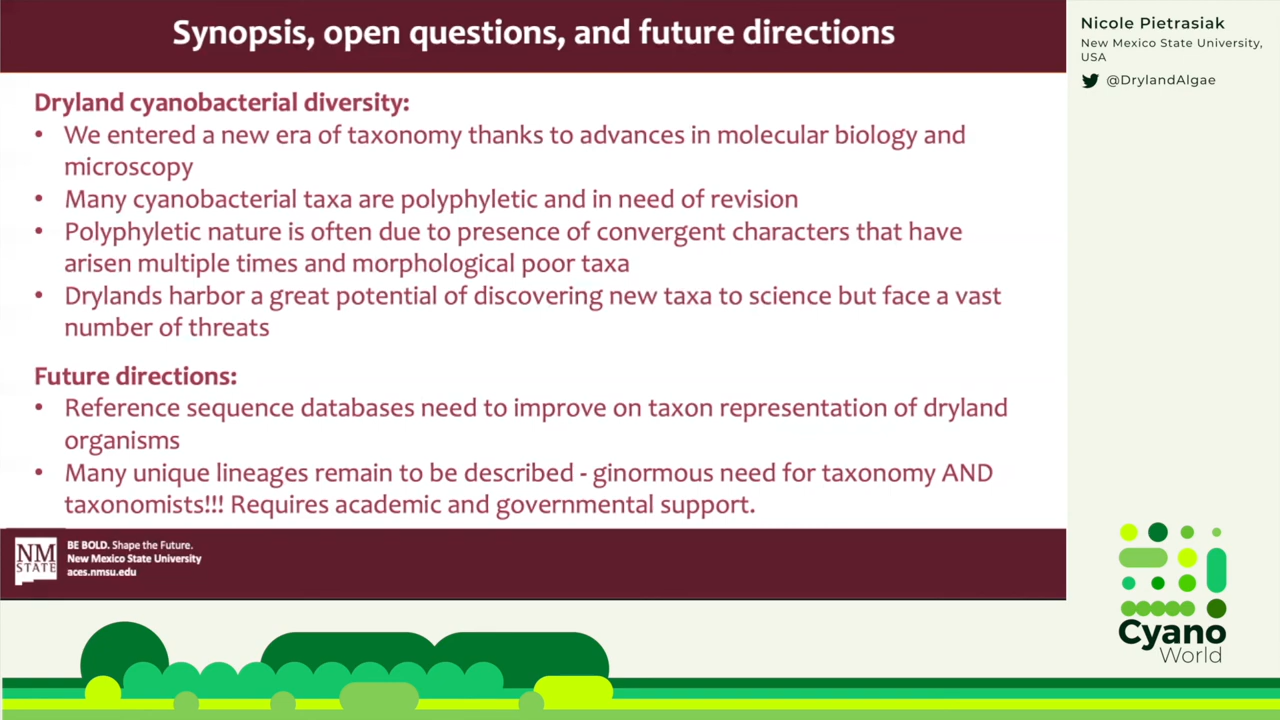 Synopsis, open questions, and future directions
Dryland cyanobacterial diversity:
• We entered a new era of taxonomy thanks to advances in molecular biology and
microscopy
• Many cyanobacterial taxa are polyphyletic and in need of revision
• Polyphyletic nature is often due to presence of convergent characters that have
arisen multiple times and morphological poor taxa
• Drylands harbor a great potential of discovering new taxa to science but face a vast
number of threats
Future directions:
• Reference sequence databases need to improve on taxon representation of dryland
organisms
• Many unique lineages remain to be described - ginormous need for taxonomy AND
taxonomists!!! Requires academic and governmental support.
NM
STATE
BE BOLD. Shape the Future.
New Mexico State University
aces.nmsu.edu
Nicole Pietrasiak
New Mexico State University,
USA
@DrylandAlgae
Cyano
World